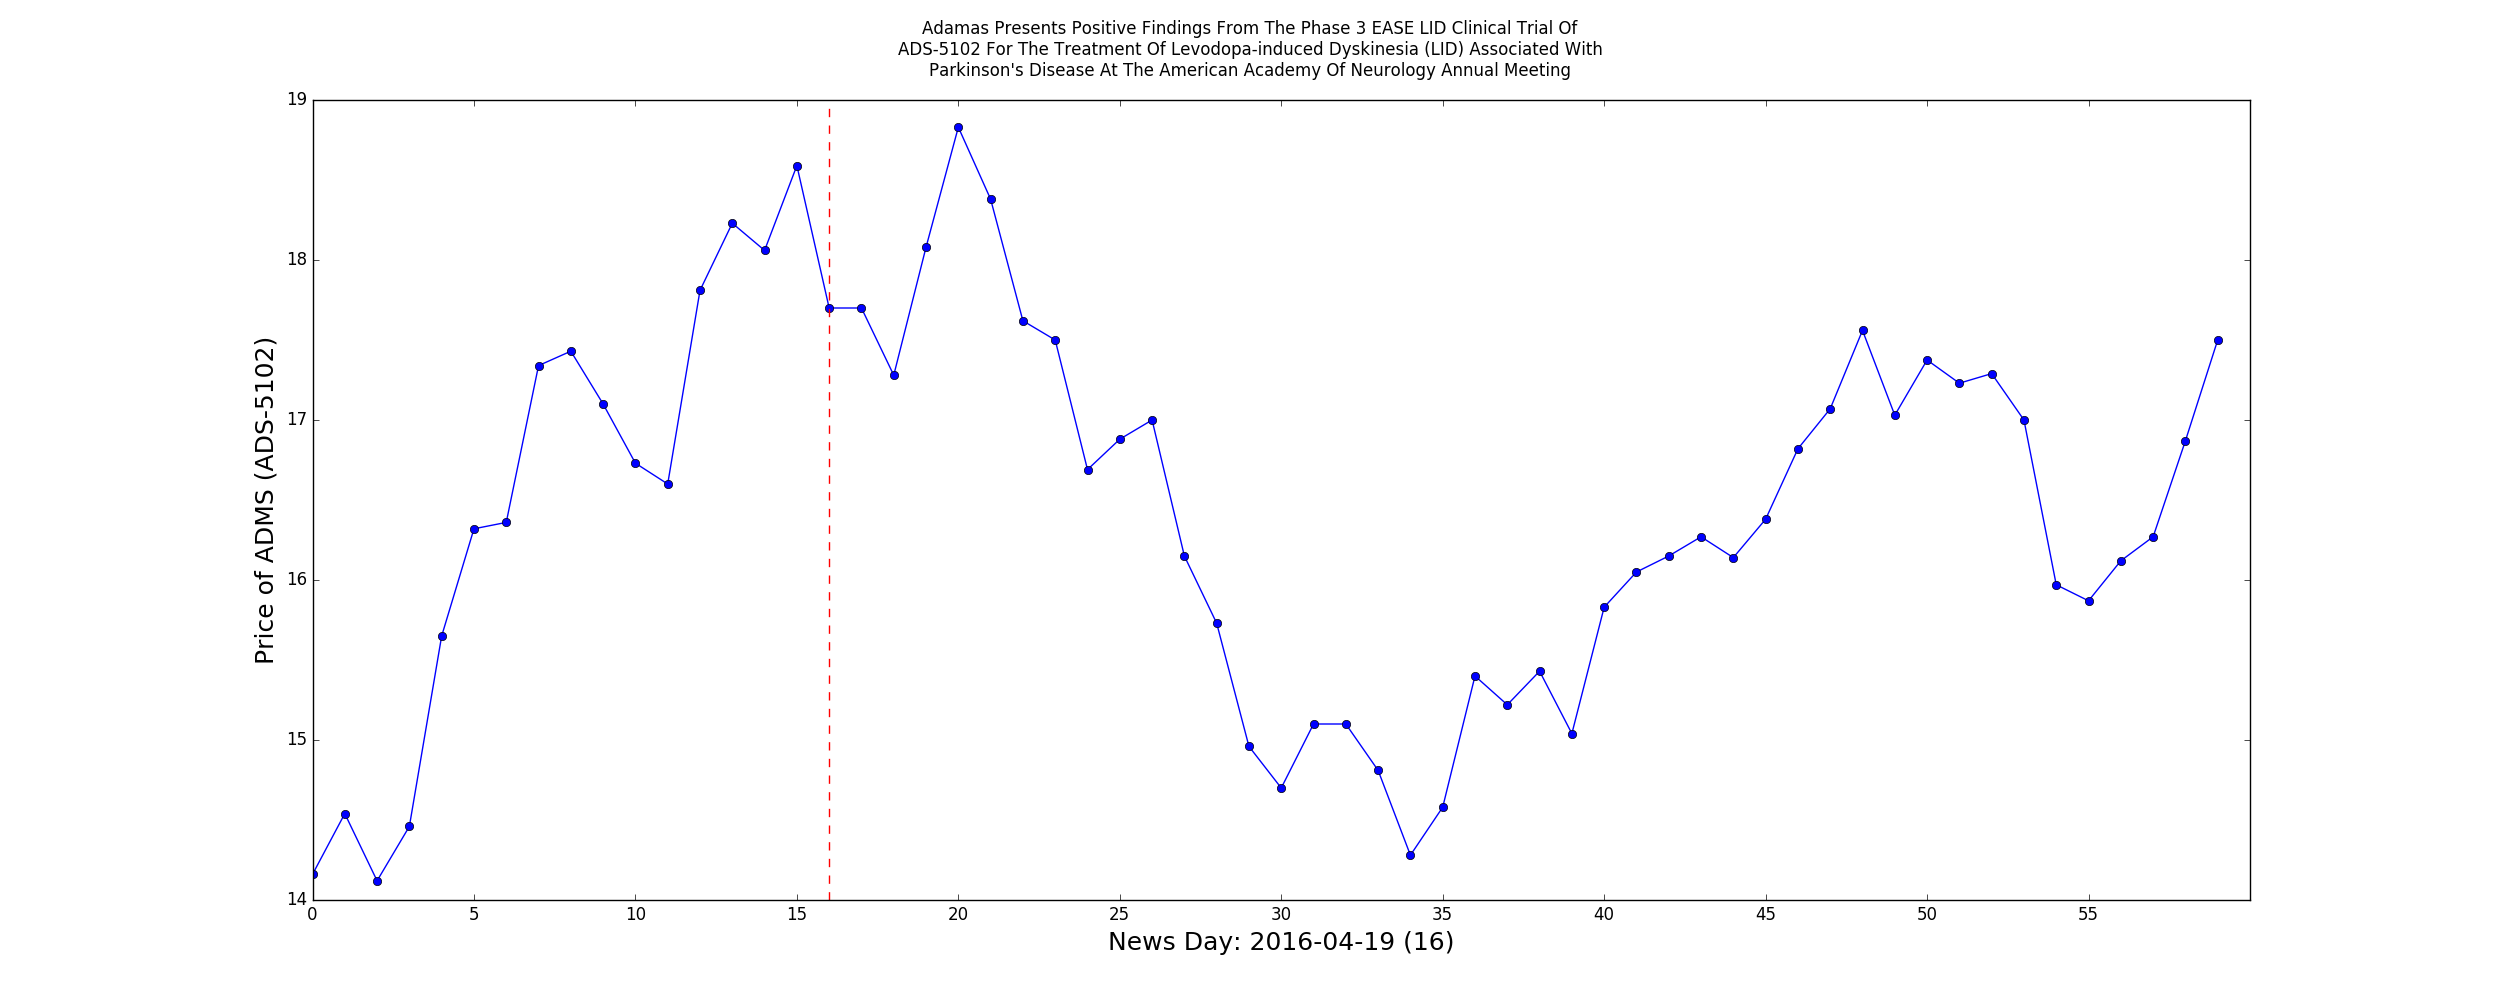 Adamas Presents Positive Findings From The Phase 3 EASE LID Clinical Trial Of
ADS-5102 For The Treatment Of Levodopa-induced Dyskinesia (LID) Associated With
Parkinson's Disease At The American Academy Of Neurology Annual Meeting
19
18
17
16
15
14
Price of ADMS (ADS-5102)
0 5 10 15 20 25 30 35 40 45 50 55
News Day: 2016-04-19 (16)